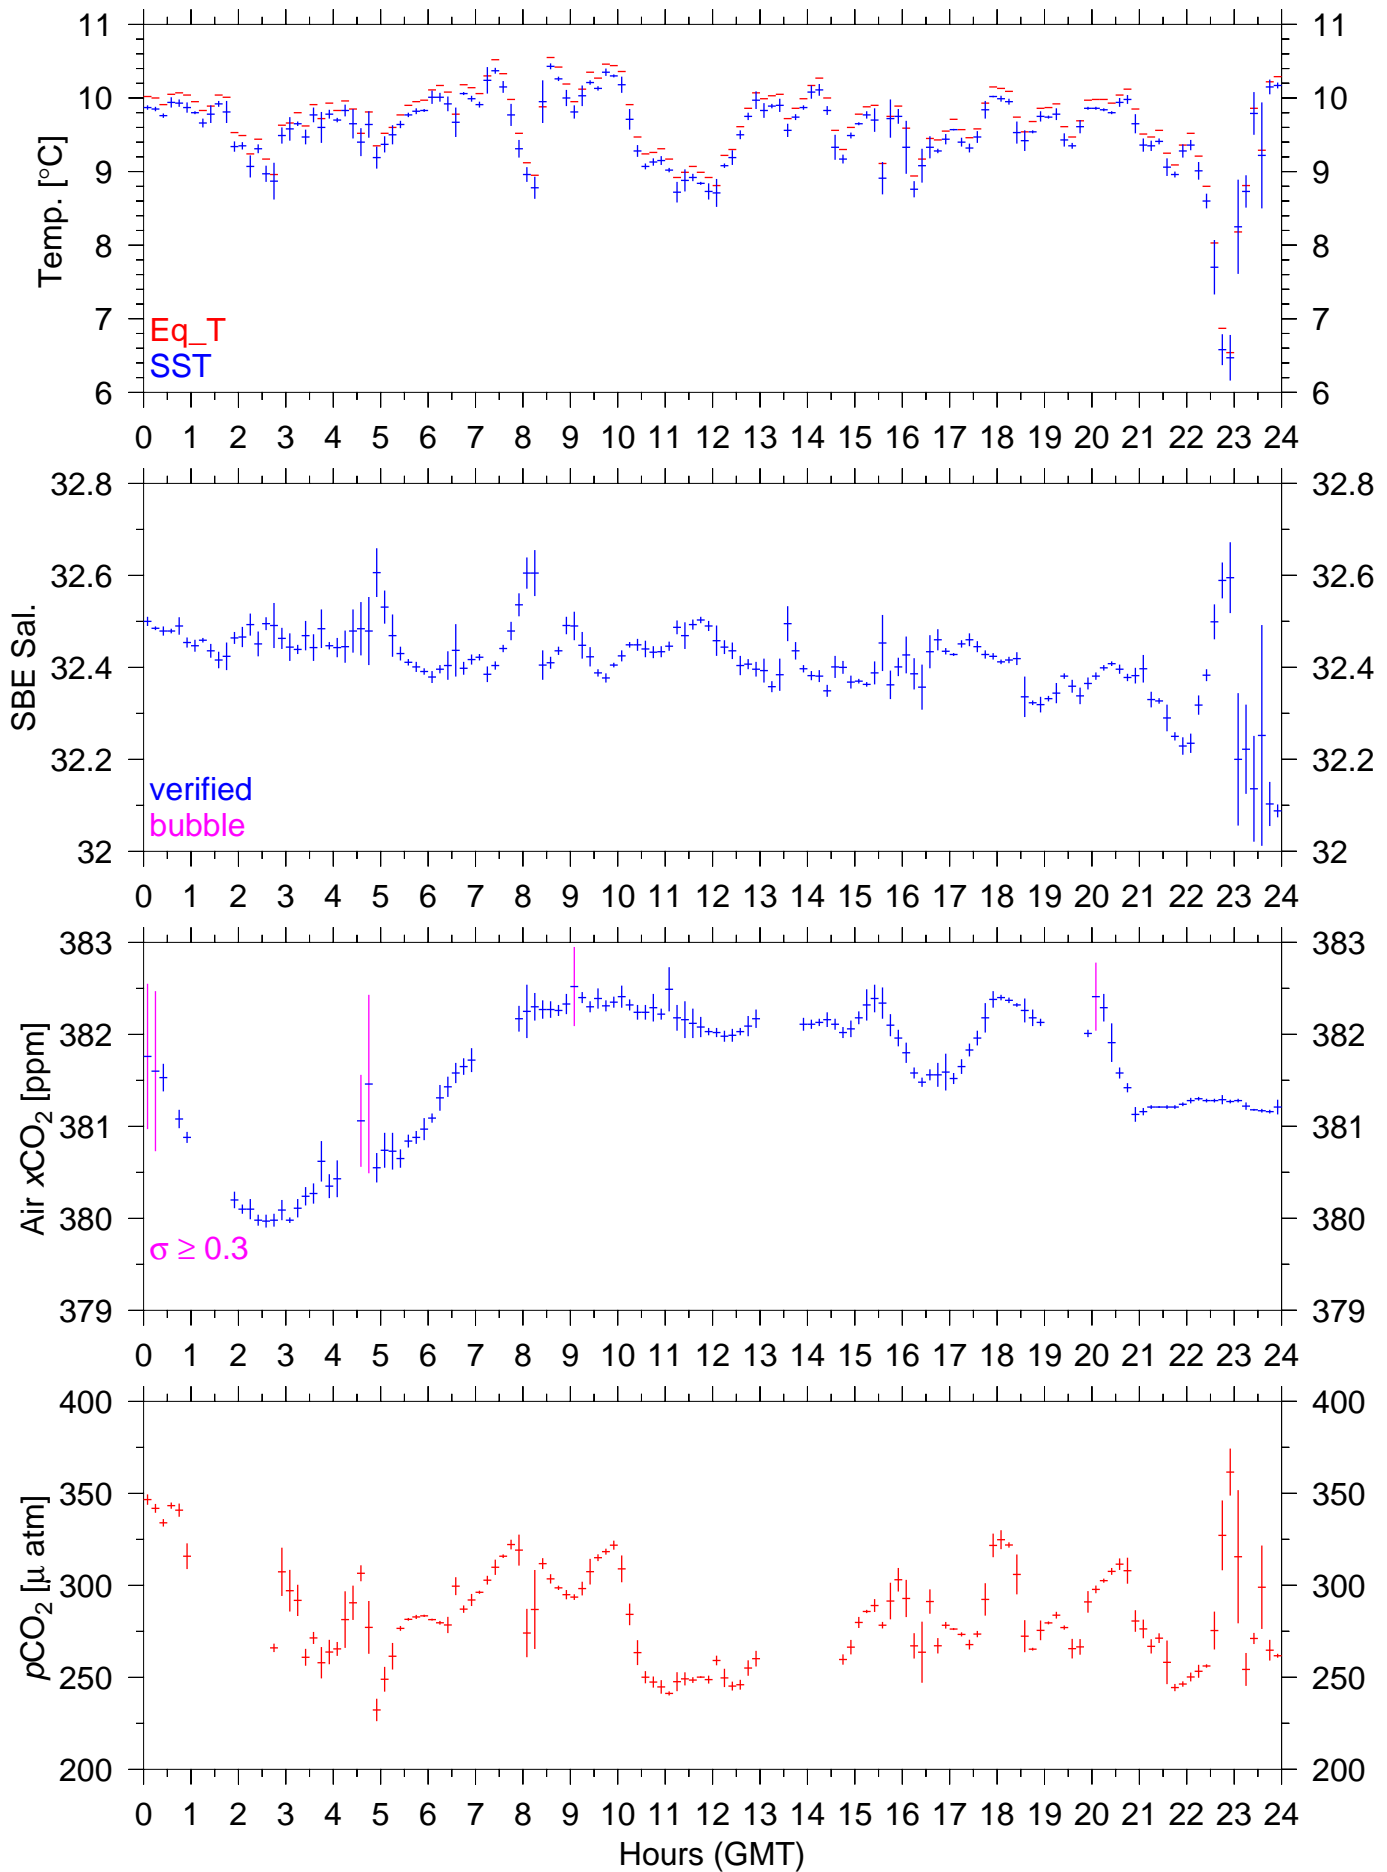 11 11
10 10
9 9
8 8
7 7
6 6
Temp. [°C]
Eq_T
SST
0 1 2 3 4 5 6 7 8 9 10 11 12 13 14 15 16 17 18 19 20 21 22 23 24
32.8 32.8
32.6 32.6
32.4 32.4
32.2 32.2
32 32
SBE Sal.
verified
bubble
0 1 2 3 4 5 6 7 8 9 10 11 12 13 14 15 16 17 18 19 20 21 22 23 24
383 383
382 382
381 381
380 380
379 379
Air xCO₂ [ppm]
σ ≥ 0.3
0 1 2 3 4 5 6 7 8 9 10 11 12 13 14 15 16 17 18 19 20 21 22 23 24
400 400
350 350
300 300
250 250
200 200
pCO₂ [µ atm]
0 1 2 3 4 5 6 7 8 9 10 11 12 13 14 15 16 17 18 19 20 21 22 23 24
Hours (GMT)